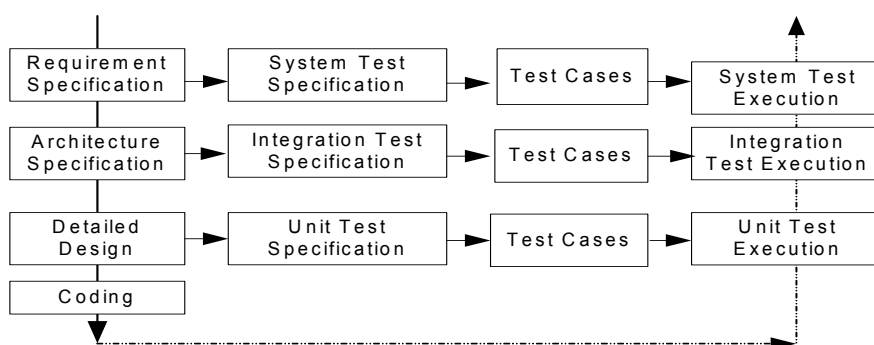 Requirement
Specification
System Test
Specification
Test Cases
System Test
Execution
Architecture
Specification
Integration Test
Specification
Test Cases
Integration
Test Execution
Detailed
Design
Unit Test
Specification
Test Cases
Unit Test
Execution
Coding